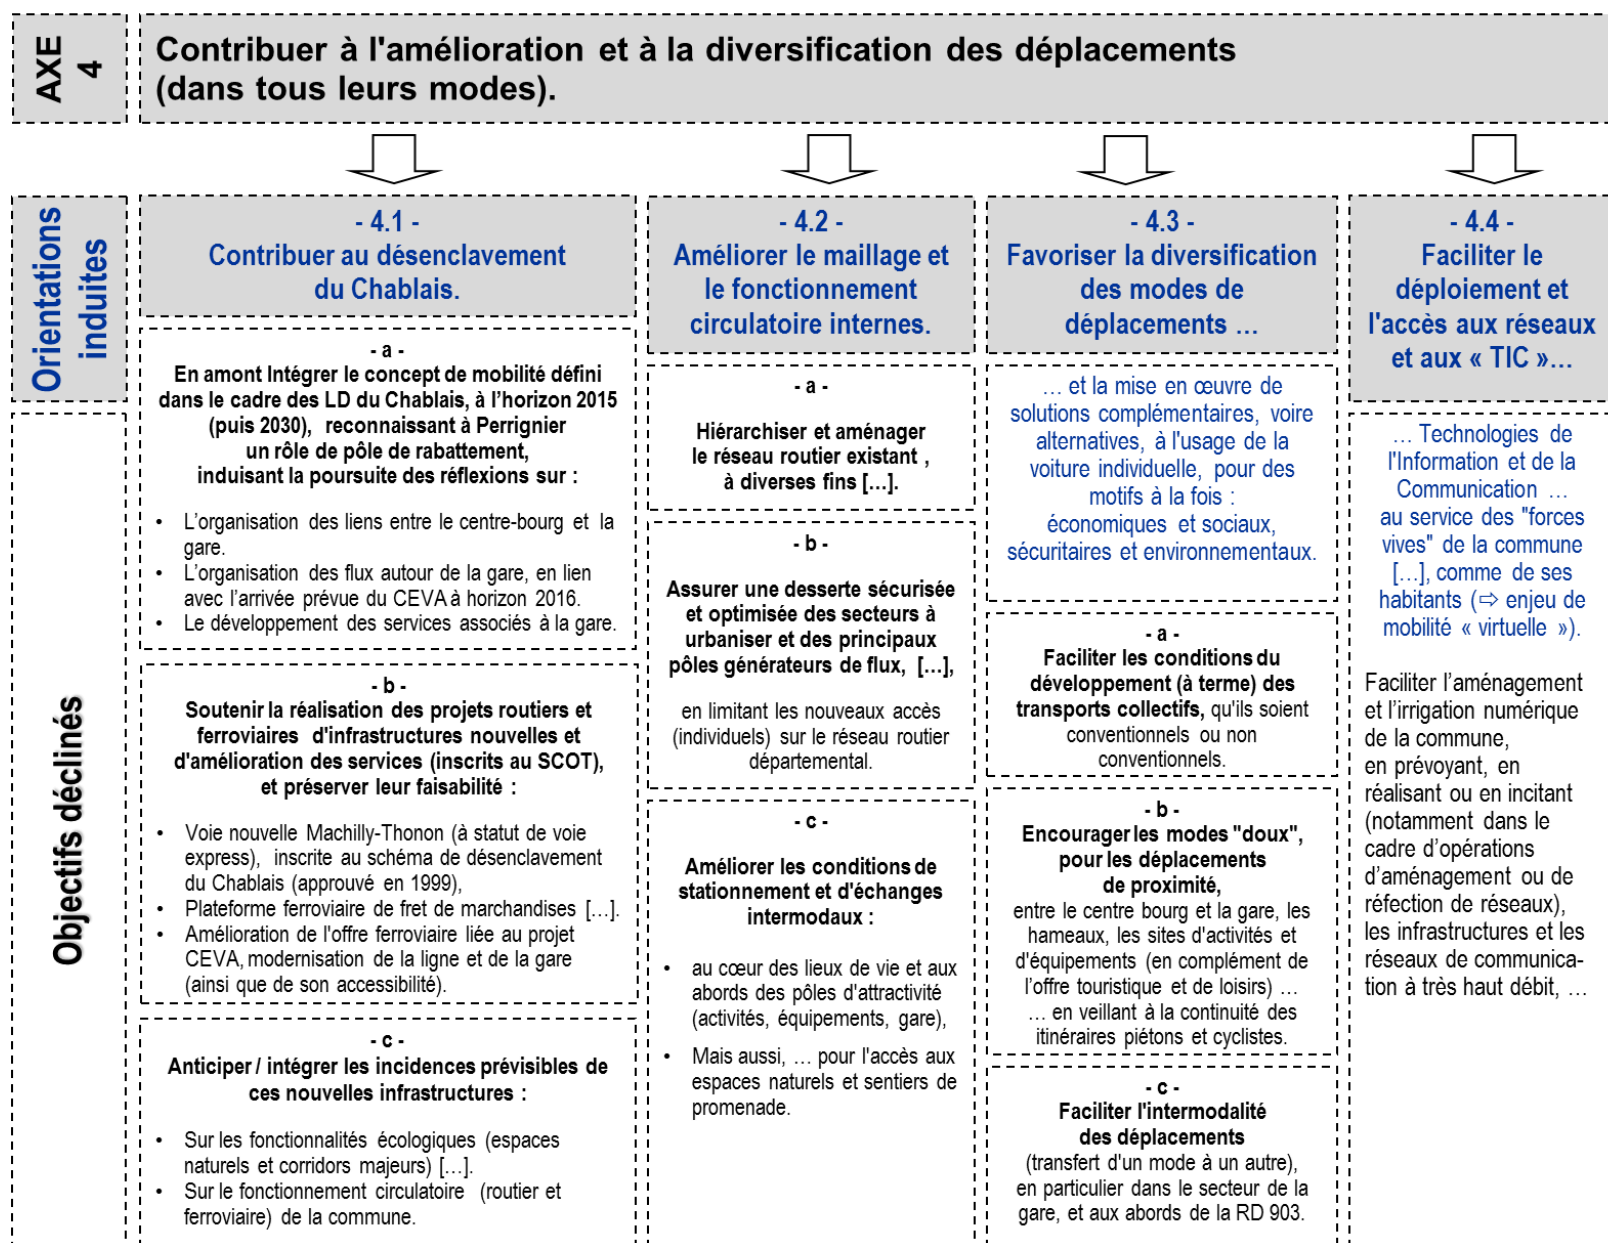 AXE
4
Contribuer à l'amélioration et à la diversification des déplacements
(dans tous leurs modes).
Orientations
induites
- 4.1 -
Contribuer au désenclavement
du Chablais.
- 4.2 -
Améliorer le maillage et
le fonctionnement
circulatoire internes.
- 4.3 -
Favoriser la diversification
des modes de
déplacements …
- 4.4 -
Faciliter le
déploiement et
l'accès aux réseaux
et aux « TIC »…
Objectifs déclinés
- a -
En amont Intégrer le concept de mobilité défini
dans le cadre des LD du Chablais, à l'horizon 2015
(puis 2030), reconnaissant à Perrignier
un rôle de pôle de rabattement,
induisant la poursuite des réflexions sur :
• L'organisation des liens entre le centre-bourg et la
gare.
• L'organisation des flux autour de la gare, en lien
avec l'arrivée prévue du CEVA à horizon 2016.
• Le développement des services associés à la gare.
- b -
Soutenir la réalisation des projets routiers et
ferroviaires d'infrastructures nouvelles et
d'amélioration des services (inscrits au SCOT),
et préserver leur faisabilité :
• Voie nouvelle Machilly-Thonon (à statut de voie
express), inscrite au schéma de désenclavement
du Chablais (approuvé en 1999),
• Plateforme ferroviaire de fret de marchandises […].
• Amélioration de l'offre ferroviaire liée au projet
CEVA, modernisation de la ligne et de la gare
(ainsi que de son accessibilité).
- c -
Anticiper / intégrer les incidences prévisibles de
ces nouvelles infrastructures :
• Sur les fonctionnalités écologiques (espaces
naturels et corridors majeurs) […].
• Sur le fonctionnement circulatoire (routier et
ferroviaire) de la commune.
- a -
Hiérarchiser et aménager
le réseau routier existant ,
à diverses fins […].
- b -
Assurer une desserte sécurisée
et optimisée des secteurs à
urbaniser et des principaux
pôles générateurs de flux, […],
en limitant les nouveaux accès
(individuels) sur le réseau routier
départemental.
- c -
Améliorer les conditions de
stationnement et d'échanges
intermodaux :
• au cœur des lieux de vie et aux
abords des pôles d'attractivité
(activités, équipements, gare),
• Mais aussi, … pour l'accès aux
espaces naturels et sentiers de
promenade.
… et la mise en œuvre de
solutions complémentaires, voire
alternatives, à l'usage de la
voiture individuelle, pour des
motifs à la fois :
économiques et sociaux,
sécuritaires et environnementaux.
- a -
Faciliter les conditions du
développement (à terme) des
transports collectifs, qu'ils soient
conventionnels ou non
conventionnels.
- b -
Encourager les modes "doux",
pour les déplacements
de proximité,
entre le centre bourg et la gare, les
hameaux, les sites d'activités et
d'équipements (en complément de
l'offre touristique et de loisirs) …
… en veillant à la continuité des
itinéraires piétons et cyclistes.
- c -
Faciliter l'intermodalité
des déplacements
(transfert d'un mode à un autre),
en particulier dans le secteur de la
gare, et aux abords de la RD 903.
… Technologies de
l'Information et de la
Communication …
au service des "forces
vives" de la commune
[…], comme de ses
habitants (⇨ enjeu de
mobilité « virtuelle »).
Faciliter l'aménagement
et l'irrigation numérique
de la commune,
en prévoyant, en
réalisant ou en incitant
(notamment dans le
cadre d'opérations
d'aménagement ou de
réfection de réseaux),
les infrastructures et les
réseaux de communica-
tion à très haut débit, …